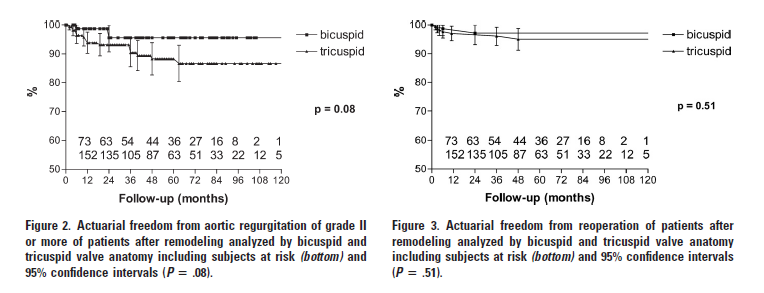 100
90
80
70
60
50
%
bicuspid
tricuspid
p = 0.08
73 63 54 44 36 27 16 8 2 1
152 135 105 87 63 51 33 22 12 5
0 12 24 36 48 60 72 84 96 108 120
Follow-up (months)
Figure 2. Actuarial freedom from aortic regurgitation of grade II
or more of patients after remodeling analyzed by bicuspid and
tricuspid valve anatomy including subjects at risk (bottom) and
95% confidence intervals (P = .08).
100
90
80
70
60
50
%
bicuspid
tricuspid
p = 0.51
73 63 54 44 36 27 16 8 2 1
152 135 105 87 63 51 33 22 12 5
0 12 24 36 48 60 72 84 96 108 120
Follow-up (months)
Figure 3. Actuarial freedom from reoperation of patients after
remodeling analyzed by bicuspid and tricuspid valve anatomy
including subjects at risk (bottom) and 95% confidence intervals
(P = .51).